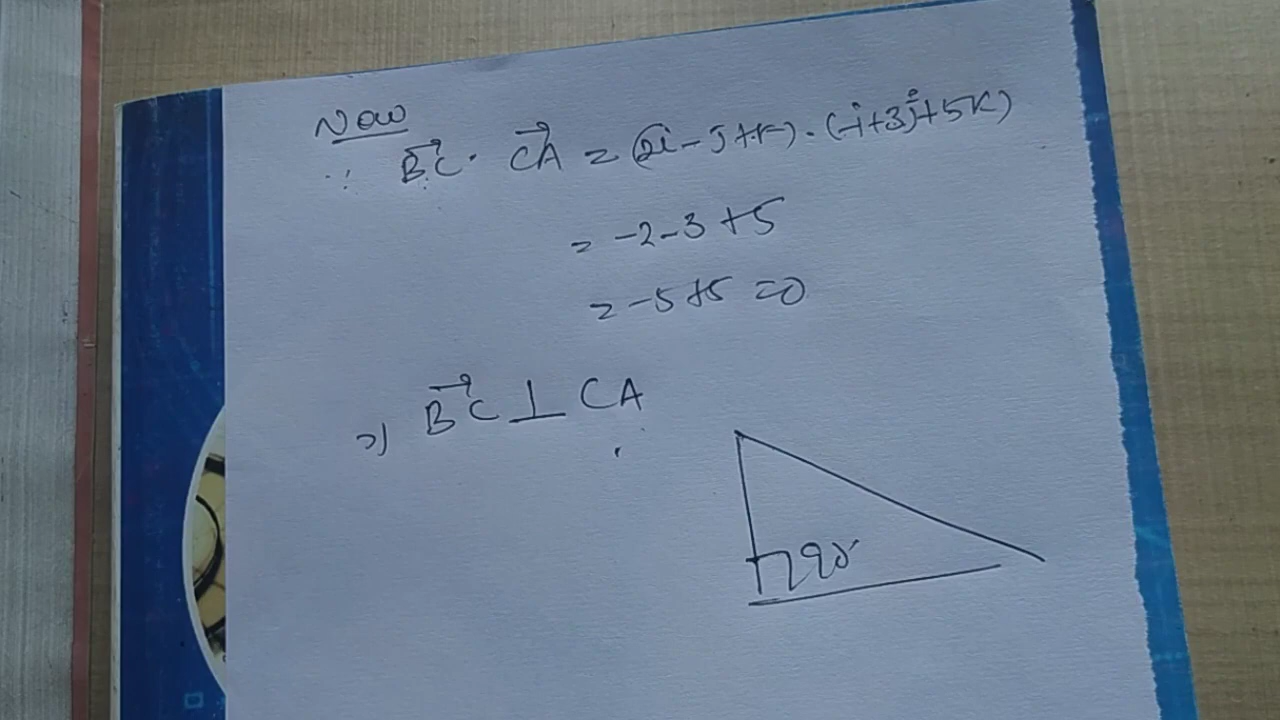 Now
∵ BC⃗ · CA⃗ = (2i - j + k) · (-i + 3j + 5k)
= -2 - 3 + 5
= -5 + 5 = 0
⇒ BC⃗ ⊥ CA
90°